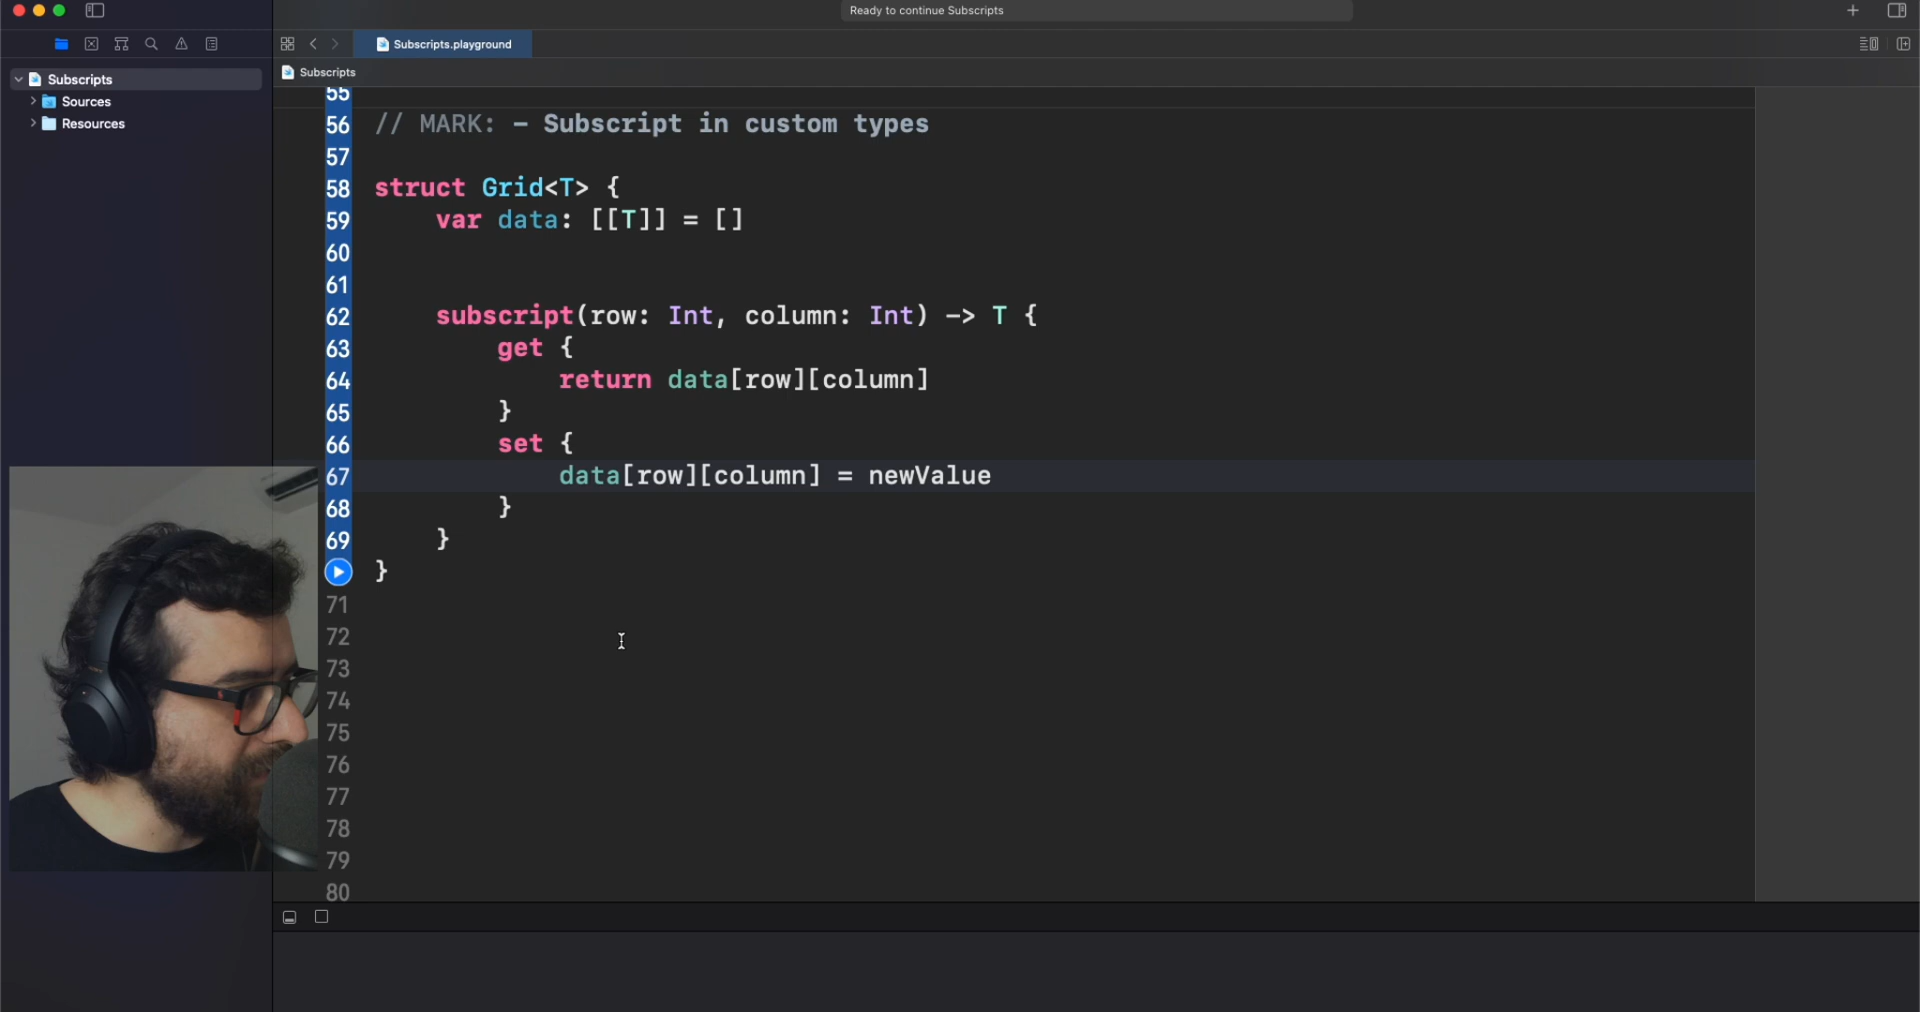 Ready to continue Subscripts
Subscripts.playground
Subscripts
Subscripts
Sources
Resources
55
56 // MARK: - Subscript in custom types
57
58 struct Grid<T> {
59 var data: [[T]] = []
60
61
62 subscript(row: Int, column: Int) -> T {
63 get {
64 return data[row][column]
65 }
66 set {
67 data[row][column] = newValue
68 }
69 }
}
71
72
73
74
75
76
77
78
79
80